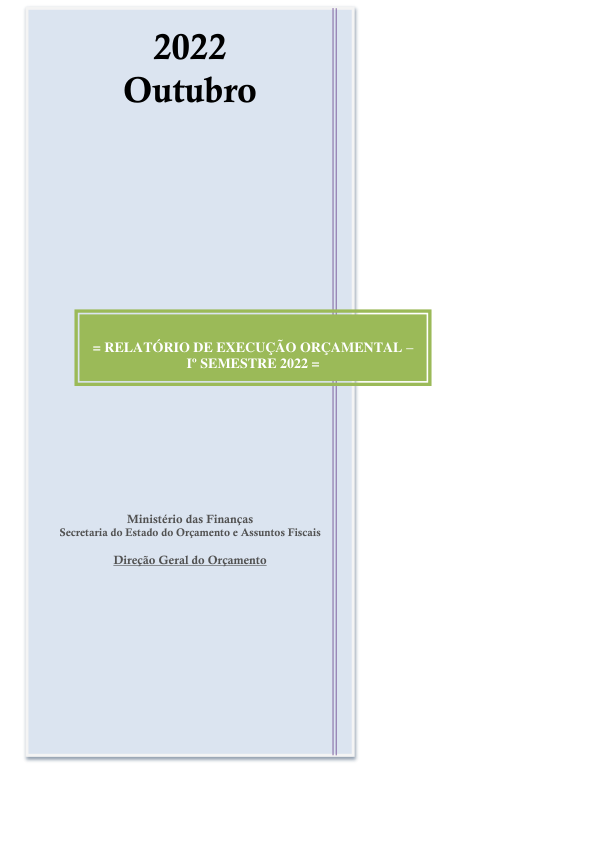 2022
Outubro
= RELATÓRIO DE EXECUÇÃO ORÇAMENTAL –
Iº SEMESTRE 2022 =
Ministério das Finanças
Secretaria do Estado do Orçamento e Assuntos Fiscais
Direção Geral do Orçamento